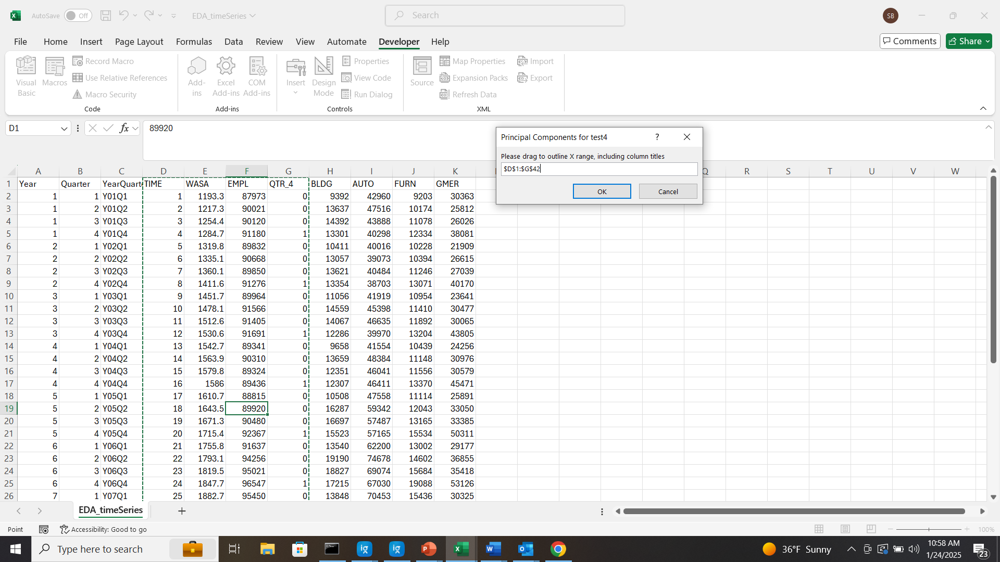 AutoSave Off EDA_timeSeries Search SB
File Home Insert Page Layout Formulas Data Review View Automate Developer Help Comments Share
Visual Basic
Macros
Record Macro
Use Relative References
Macro Security
Code
Add-ins
Excel Add-ins
COM Add-ins
Add-ins
Insert
Design Mode
Properties
View Code
Run Dialog
Controls
Source
Map Properties
Expansion Packs
Refresh Data
Import
Export
XML
D1 fx 89920
Principal Components for test4 ?
Please drag to outline X range, including column titles
$D$1:$G$42
OK Cancel
A B C D E F G H I J K Q R S T U V W
1 Year Quarter YearQuarte TIME WASA EMPL QTR_4 BLDG AUTO FURN GMER
2 1 1 Y01Q1 1 1193.3 87973 0 9392 42960 9203 30363
3 1 2 Y01Q2 2 1217.3 90021 0 13637 47516 10174 25812
4 1 3 Y01Q3 3 1254.4 90120 0 14392 43888 11078 26026
5 1 4 Y01Q4 4 1284.7 91180 1 13301 40298 12334 38081
6 2 1 Y02Q1 5 1319.8 89832 0 10411 40016 10228 21909
7 2 2 Y02Q2 6 1335.1 90668 0 13057 39073 10394 26615
8 2 3 Y02Q3 7 1360.1 89850 0 13621 40484 11246 27039
9 2 4 Y02Q4 8 1411.6 91276 1 13354 38703 13071 40170
10 3 1 Y03Q1 9 1451.7 89964 0 11056 41919 10954 23641
11 3 2 Y03Q2 10 1478.1 91566 0 14559 45398 11410 30477
12 3 3 Y03Q3 11 1512.6 91405 0 14067 46635 11892 30065
13 3 4 Y03Q4 12 1530.6 91691 1 12286 39970 13204 43805
14 4 1 Y04Q1 13 1542.7 89341 0 9658 41554 10439 24256
15 4 2 Y04Q2 14 1563.9 90310 0 13659 48384 11148 30976
16 4 3 Y04Q3 15 1579.8 89324 0 12351 46041 11556 30579
17 4 4 Y04Q4 16 1586 89436 1 12307 46411 13370 45471
18 5 1 Y05Q1 17 1610.7 88815 0 10508 47558 11114 25891
19 5 2 Y05Q2 18 1643.5 89920 0 16287 59342 12043 33050
20 5 3 Y05Q3 19 1671.3 90480 0 16697 57487 13165 33385
21 5 4 Y05Q4 20 1715.4 92367 1 15523 57165 15534 50311
22 6 1 Y06Q1 21 1755.8 91637 0 13540 62200 13002 29177
23 6 2 Y06Q2 22 1793.1 94256 0 19190 74678 14602 36855
24 6 3 Y06Q3 23 1819.5 95021 0 18827 69074 15684 35418
25 6 4 Y06Q4 24 1847.7 96547 1 17215 67030 19088 53126
26 7 1 Y07Q1 25 1882.7 95450 0 13848 70453 15436 30325
EDA_timeSeries
Point Accessibility: Good to go 100%
Type here to search 36°F Sunny 10:58 AM
1/24/2025 23